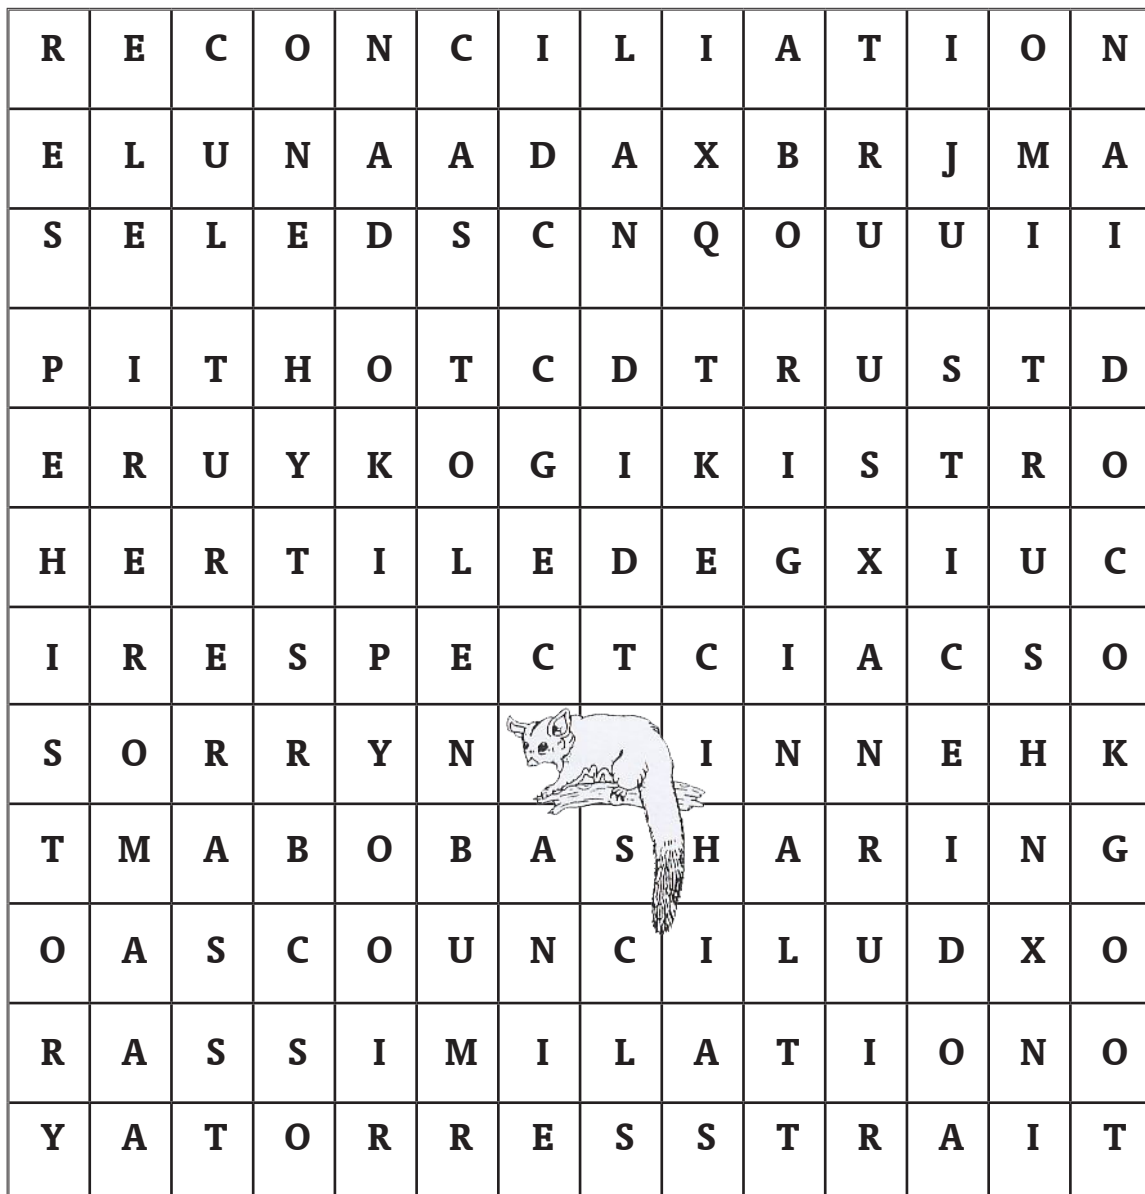 R E C O N C I L I A T I O N
E L U N A A D A X B R J M A
S E L E D S C N Q O U U I I
P I T H O T C D T R U S T D
E R U Y K O G I K I S T R O
H E R T I L E D E G X I U C
I R E S P E C T C I A C S O
S O R R Y N I N N E H K
T M A B O B A S H A R I N G
O A S C O U N C I L U D X O
R A S S I M I L A T I O N O
Y A T O R R E S S T R A I T